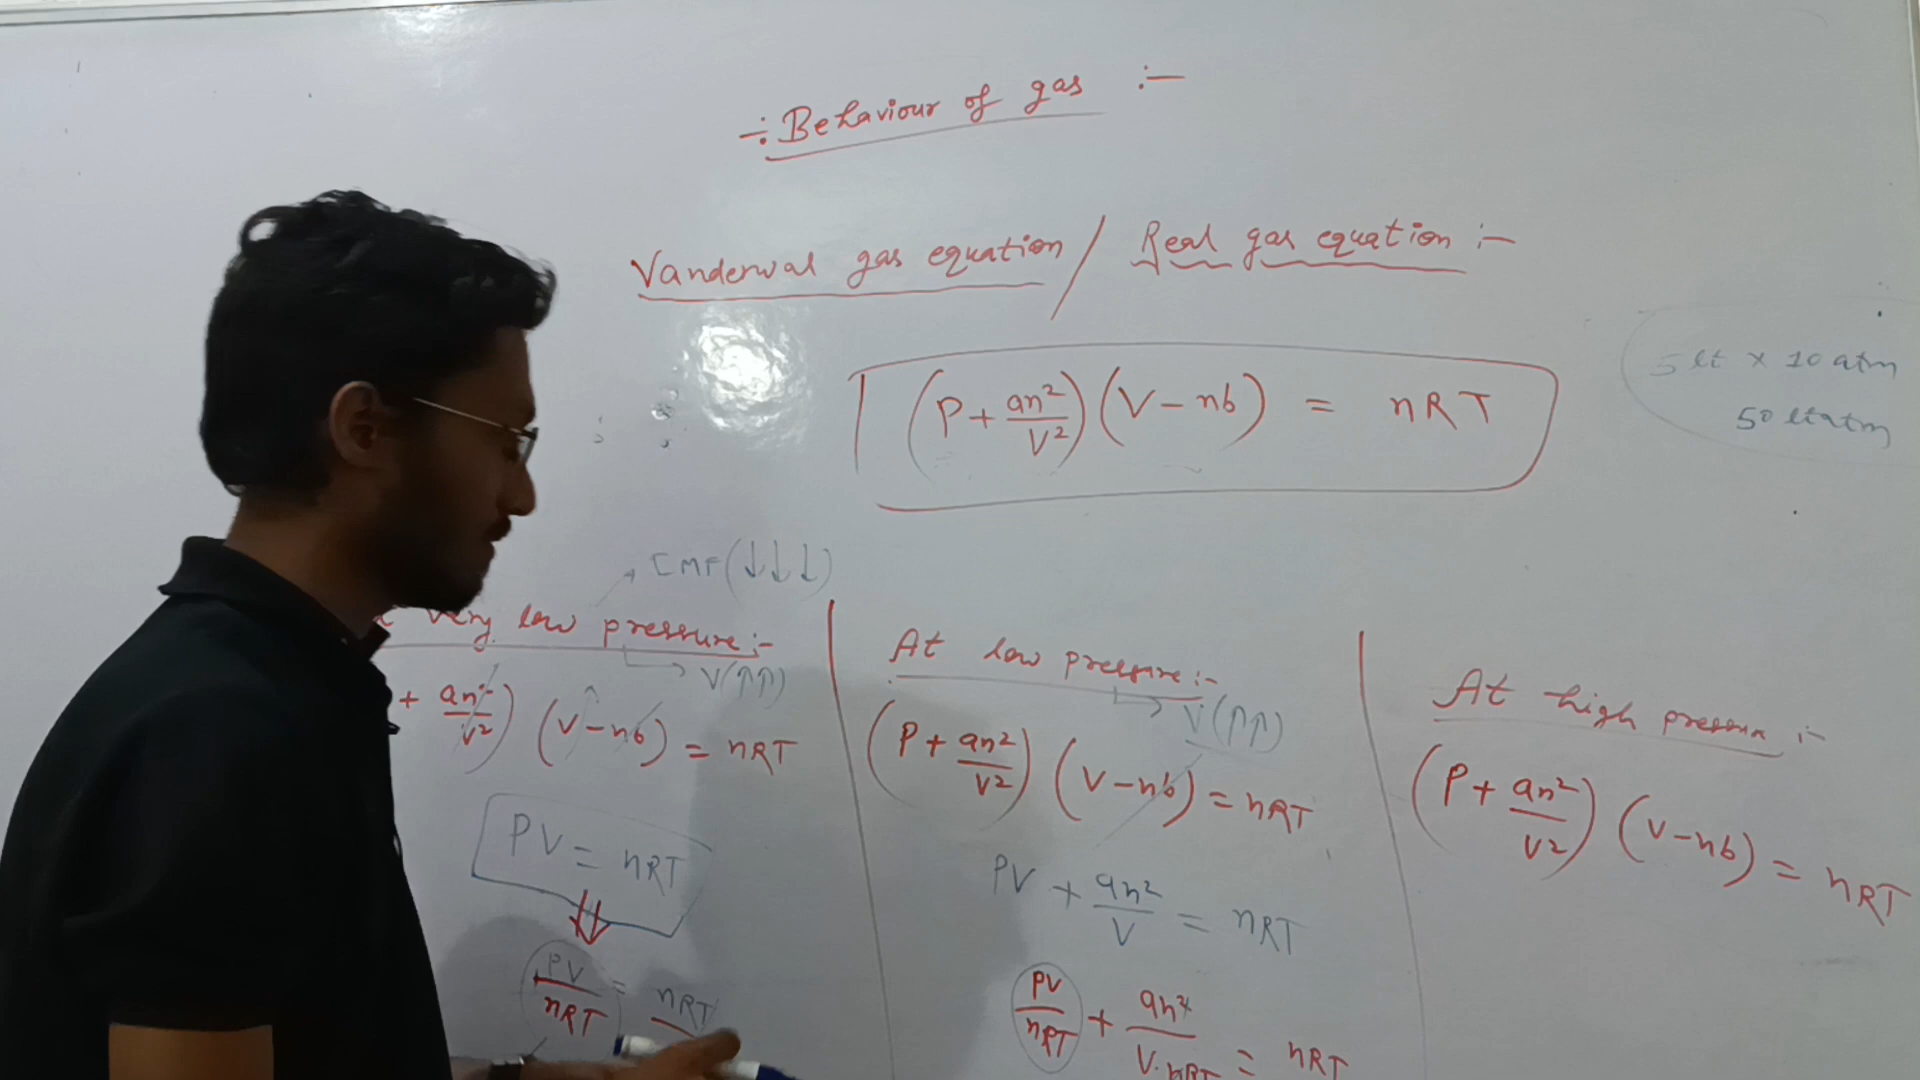 ÷ Behaviour of gas :-
Vanderwal gas equation / Real gas equation :-
(P + an²/V²) (V - nb) = nRT
5 lt x 10 atm
50 lt atm
IMF (↓↓↓)
very low pressure :-
V(↑↑)
+ an²/V²) (V - nb) = nRT
PV = nRT
⇓
PV/nRT = nRT
At low pressure :-
V(↑↑)
(P + an²/V²) (V - nb) = nRT
PV + an²/V = nRT
PV/nRT + an²/V.nRT = nRT
At high :-
(P + an²/V²) (V - nb) = nRT